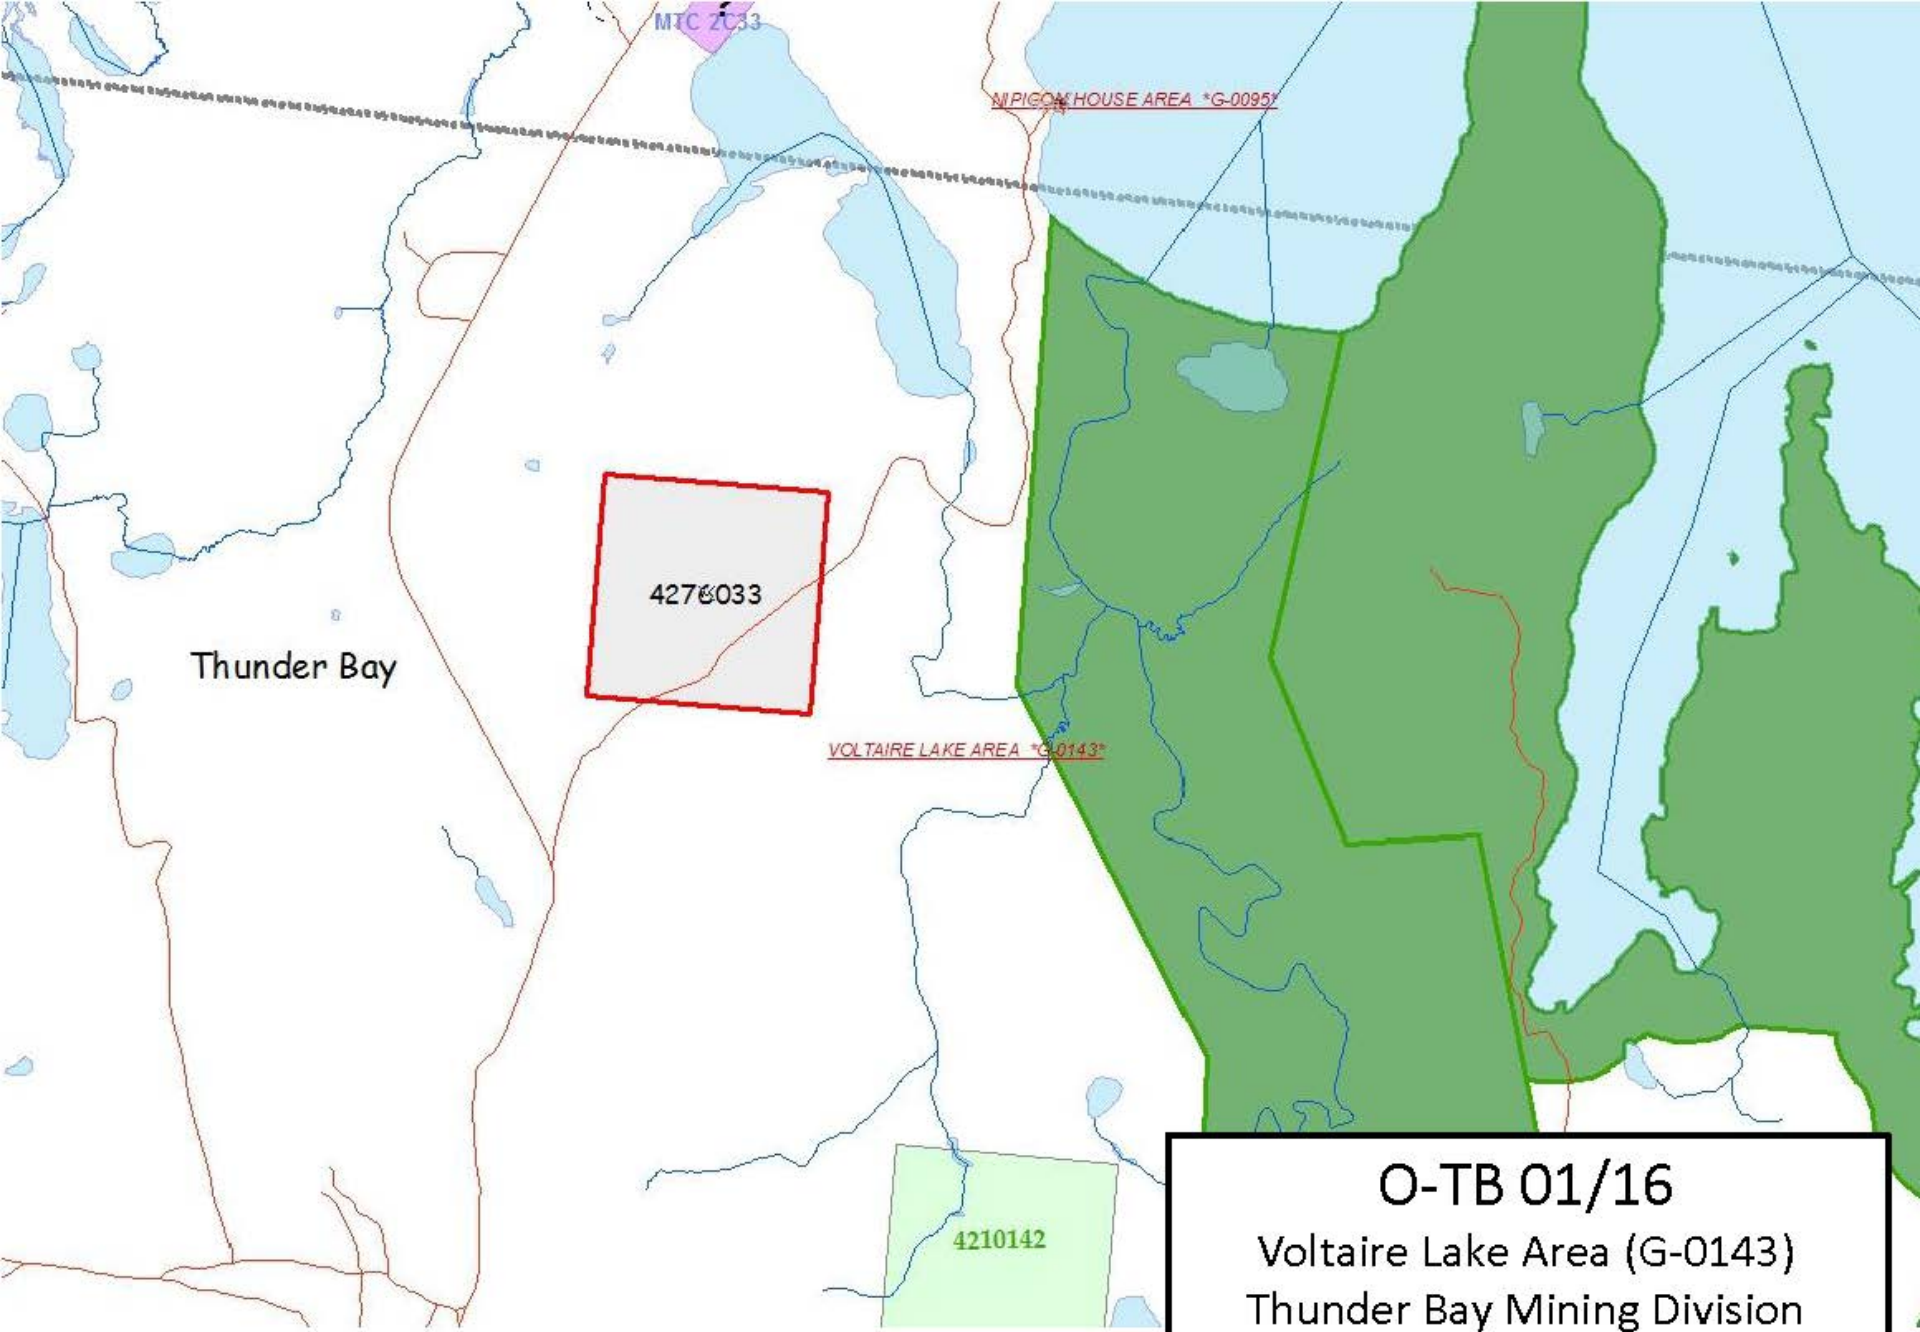 ?
MTC 2C33
NIPIGON HOUSE AREA *G-0095*
4276033
Thunder Bay
VOLTAIRE LAKE AREA *G-0143*
4210142
O-TB 01/16
Voltaire Lake Area (G-0143)
Thunder Bay Mining Division